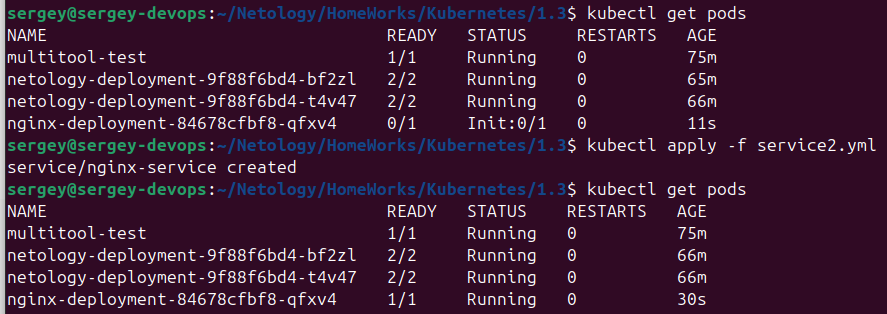 sergey@sergey-devops:~/Netology/HomeWorks/Kubernetes/1.3$ kubectl get pods
NAME READY STATUS RESTARTS AGE
multitool-test 1/1 Running 0 75m
netology-deployment-9f88f6bd4-bf2zl 2/2 Running 0 65m
netology-deployment-9f88f6bd4-t4v47 2/2 Running 0 66m
nginx-deployment-84678cfbf8-qfxv4 0/1 Init:0/1 0 11s
sergey@sergey-devops:~/Netology/HomeWorks/Kubernetes/1.3$ kubectl apply -f service2.yml
service/nginx-service created
sergey@sergey-devops:~/Netology/HomeWorks/Kubernetes/1.3$ kubectl get pods
NAME READY STATUS RESTARTS AGE
multitool-test 1/1 Running 0 75m
netology-deployment-9f88f6bd4-bf2zl 2/2 Running 0 66m
netology-deployment-9f88f6bd4-t4v47 2/2 Running 0 66m
nginx-deployment-84678cfbf8-qfxv4 1/1 Running 0 30s